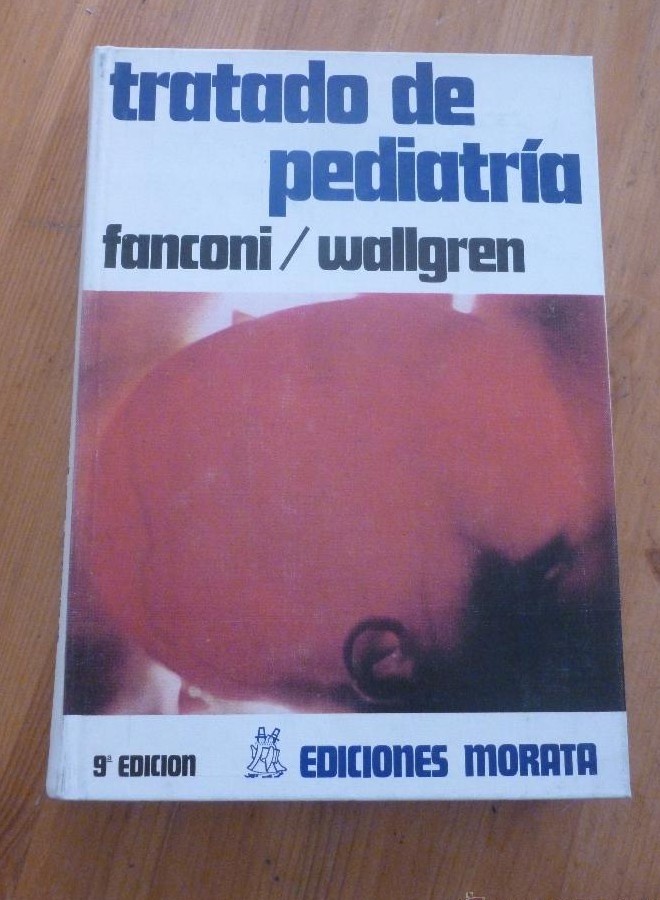 tratado de
pediatría
fanconi / wallgren
9ª EDICION
EDICIONES MORATA